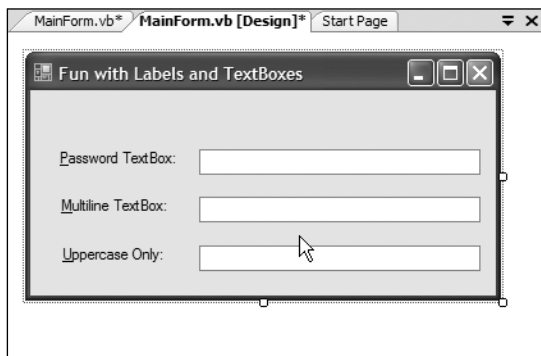 MainForm.vb* MainForm.vb [Design]* Start Page
Fun with Labels and TextBoxes
Password TextBox:
Multiline TextBox:
Uppercase Only: